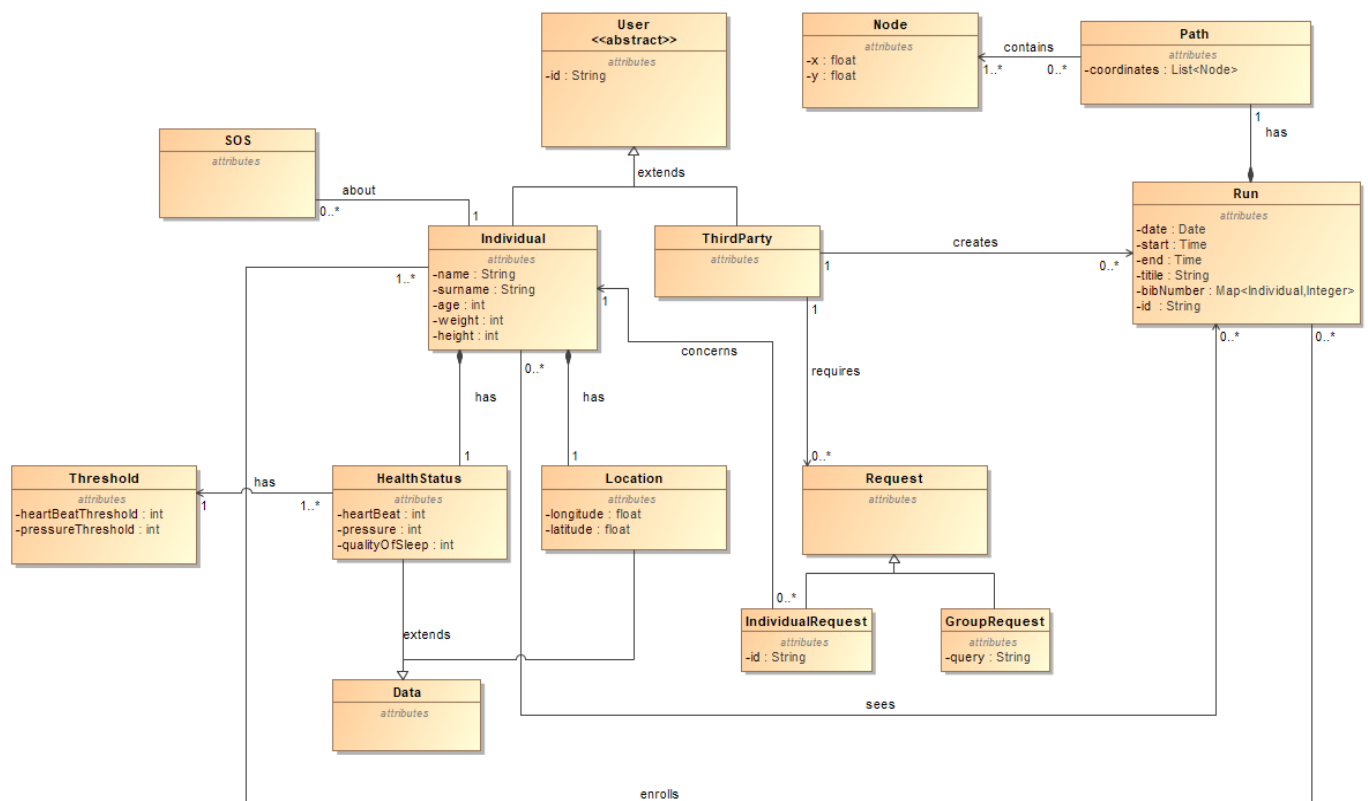 User
<<abstract>>
attributes
-id : String
Node
attributes
-x : float
-y : float
contains
1..*
0..*
Path
attributes
-coordinates : List<Node>
1
has
SOS
attributes
about
0..*
1
extends
Individual
attributes
-name : String
-surname : String
-age : int
-weight : int
-height : int
1..*
1
0..*
ThirdParty
attributes
1
creates
0..*
1
Run
attributes
-date : Date
-start : Time
-end : Time
-titile : String
-bibNumber : Map<Individual,Integer>
-id : String
0..*
0..*
concerns
requires
has
has
1
1
0..*
Threshold
attributes
-heartBeatThreshold : int
-pressureThreshold : int
has
1
1..*
HealthStatus
attributes
-heartBeat : int
-pressure : int
-qualityOfSleep : int
Location
attributes
-longitude : float
-latitude : float
Request
attributes
0..*
IndividualRequest
attributes
-id : String
GroupRequest
attributes
-query : String
extends
Data
attributes
sees
enrolls